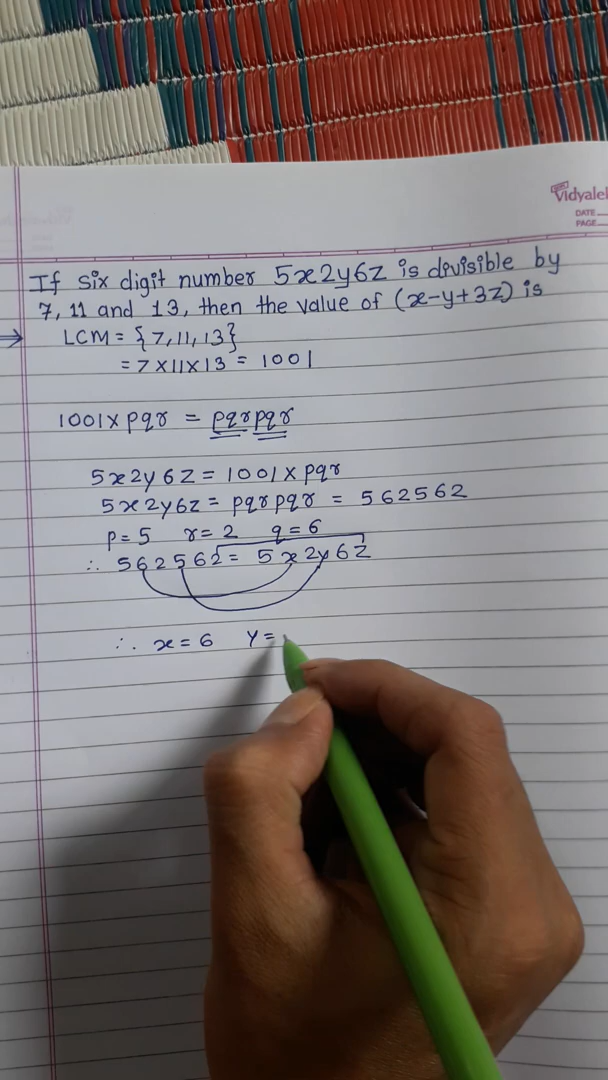 Vidyale
DATE
PAGE
If six digit number 5x2y6z is divisible by
7, 11 and 13, then the value of (x-y+3z) is
⇒ LCM = {7, 11, 13}
= 7×11×13 = 1001
1001×pqr = pqrpqr
5x2y6z = 1001×pqr
5x2y6z = pqrpqr = 562562
p=5 r=2 q=6
∴ 562562 = 5x2y6z
∴ x=6 y=